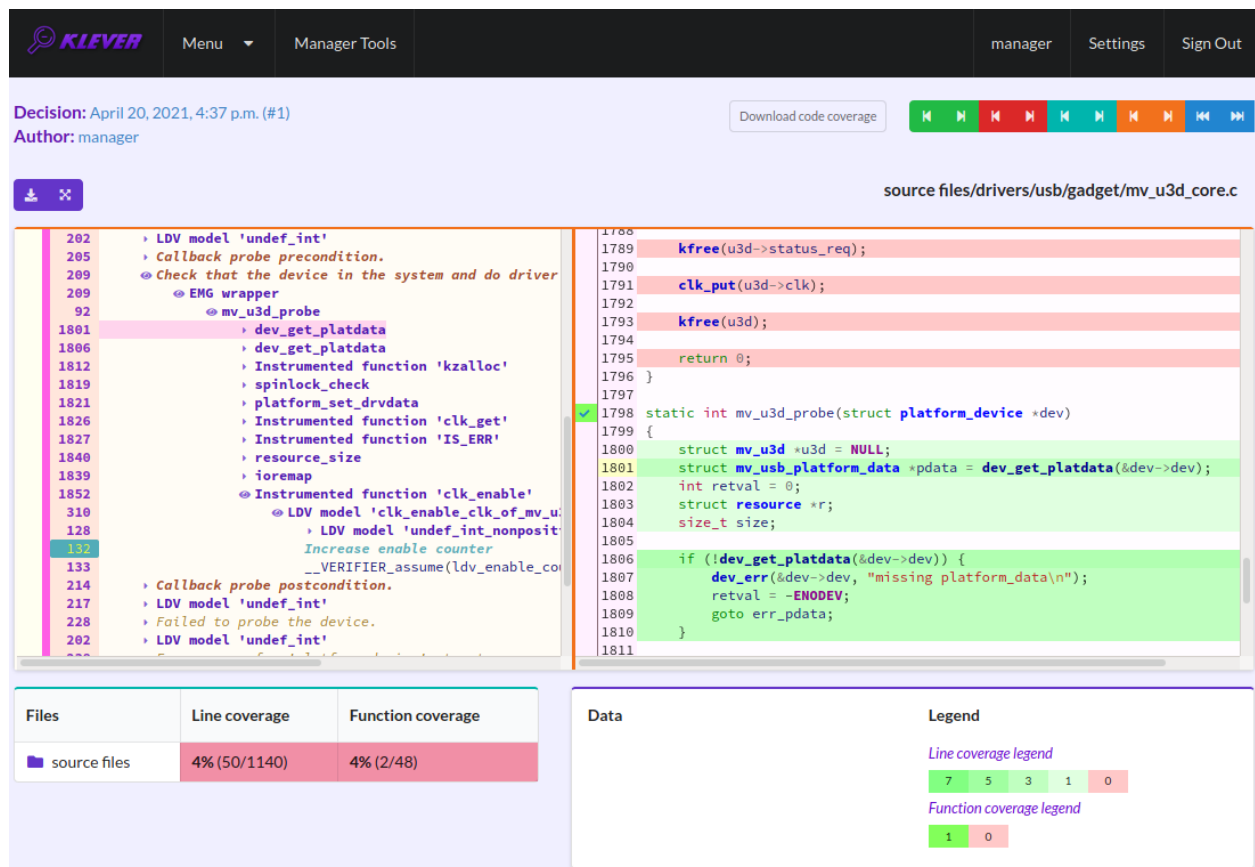 KLEVER Menu Manager Tools manager Settings Sign Out
Decision: April 20, 2021, 4:37 p.m. (#1)
Author: manager
Download code coverage
source files/drivers/usb/gadget/mv_u3d_core.c
202 LDV model 'undef_int'
205 Callback probe precondition.
209 Check that the device in the system and do driver
209 EMG wrapper
92 mv_u3d_probe
1801 dev_get_platdata
1806 dev_get_platdata
1812 Instrumented function 'kzalloc'
1819 spinlock_check
1821 platform_set_drvdata
1826 Instrumented function 'clk_get'
1827 Instrumented function 'IS_ERR'
1840 resource_size
1839 ioremap
1852 Instrumented function 'clk_enable'
310 LDV model 'clk_enable_clk_of_mv_u
128 LDV model 'undef_int_nonposit
132 Increase enable counter
133 __VERIFIER_assume(ldv_enable_co
214 Callback probe postcondition.
217 LDV model 'undef_int'
228 Failed to probe the device.
202 LDV model 'undef_int'
1788
1789 kfree(u3d->status_req);
1790
1791 clk_put(u3d->clk);
1792
1793 kfree(u3d);
1794
1795 return 0;
1796 }
1797
1798 static int mv_u3d_probe(struct platform_device *dev)
1799 {
1800 struct mv_u3d *u3d = NULL;
1801 struct mv_usb_platform_data *pdata = dev_get_platdata(&dev->dev);
1802 int retval = 0;
1803 struct resource *r;
1804 size_t size;
1805
1806 if (!dev_get_platdata(&dev->dev)) {
1807 dev_err(&dev->dev, "missing platform_data\n");
1808 retval = -ENODEV;
1809 goto err_pdata;
1810 }
1811
Files Line coverage Function coverage
source files 4% (50/1140) 4% (2/48)
Data Legend
Line coverage legend
7 5 3 1 0
Function coverage legend
1 0